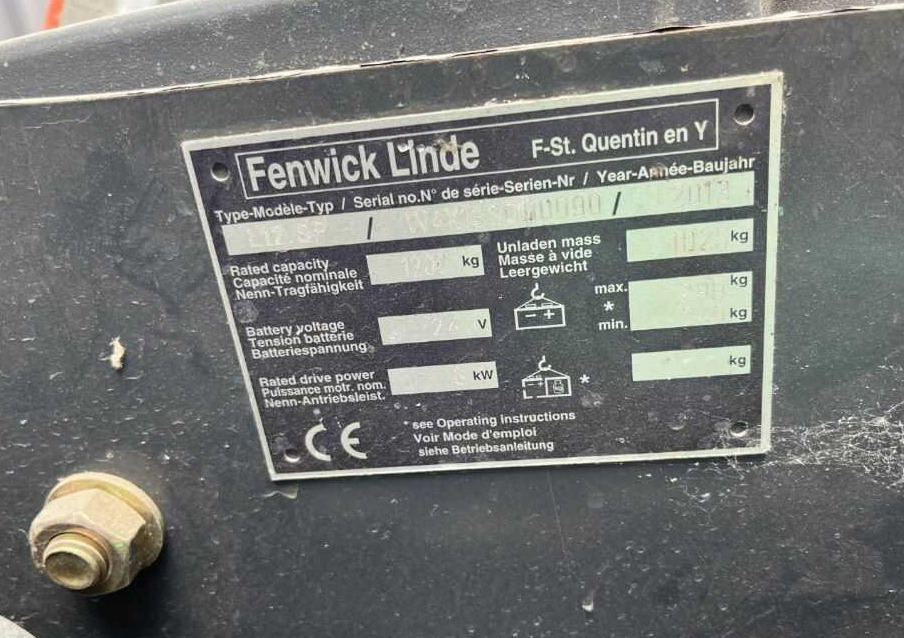 Fenwick Linde F-St. Quentin en Y
Type-Modèle-Typ / Serial no.N° de série-Serien-Nr / Year-Année-Baujahr
/ / 2013
Rated capacity
Capacité nominale
Nenn-Tragfähigkeit
kg
Unladen mass
Masse à vide
Leergewicht
kg
Battery voltage
Tension batterie
Batteriespannung
24 V
- +
max. kg
*
min. kg
Rated drive power
Puissance motr. nom.
Nenn-Antriebsleist.
kW
*
kg
CE
* see Operating instructions
Voir Mode d'emploi
siehe Betriebsanleitung